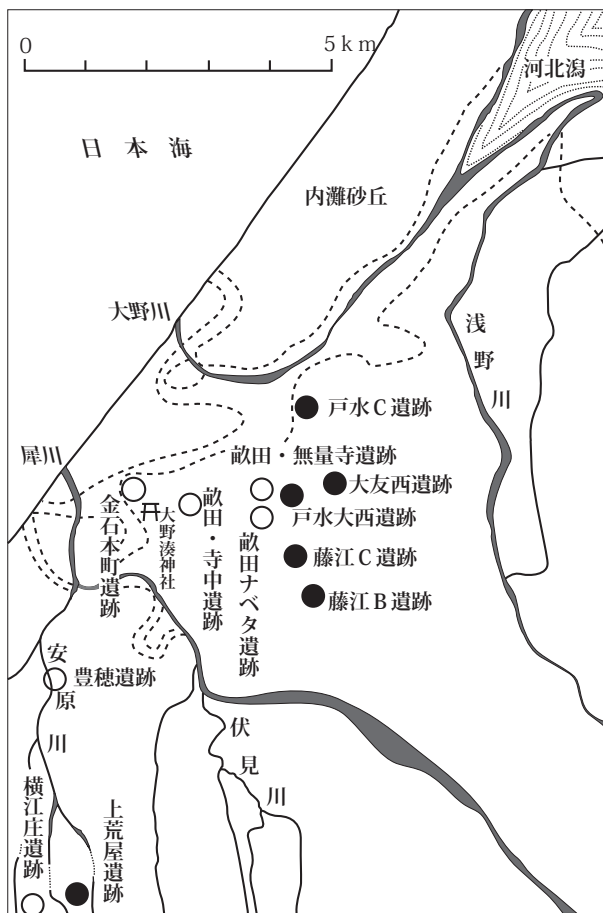 0
5km
河北潟
日本海
内灘砂丘
大野川
浅野川
戸水C遺跡
犀川
畝田・無量寺遺跡
大友西遺跡
金石本町遺跡
大野湊神社
畝田・寺中遺跡
戸水大西遺跡
畝田ナベタ遺跡
藤江C遺跡
藤江B遺跡
安原川
豊穂遺跡
伏見川
横江庄遺跡
上荒屋遺跡